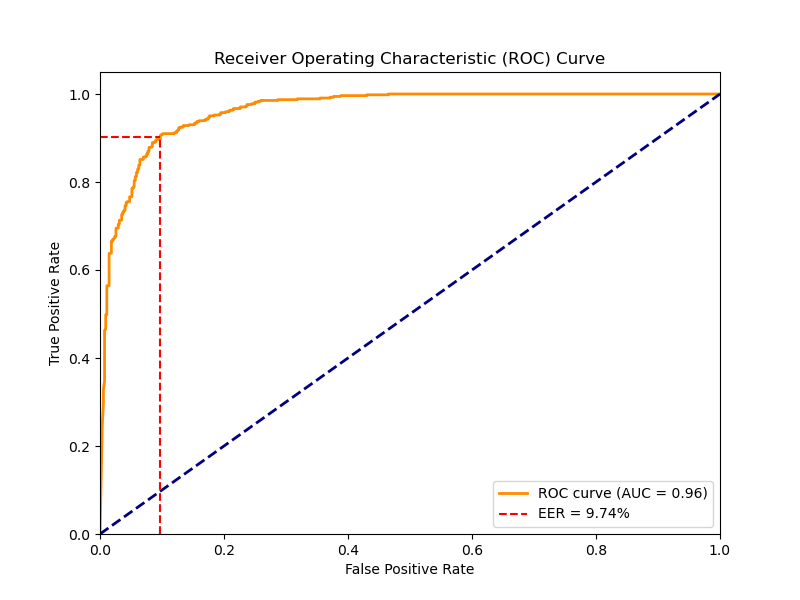 Receiver Operating Characteristic (ROC) Curve
1.0
0.8
0.6
0.4
0.2
0.0
True Positive Rate
ROC curve (AUC = 0.96)
EER = 9.74%
0.0 0.2 0.4 0.6 0.8 1.0
False Positive Rate